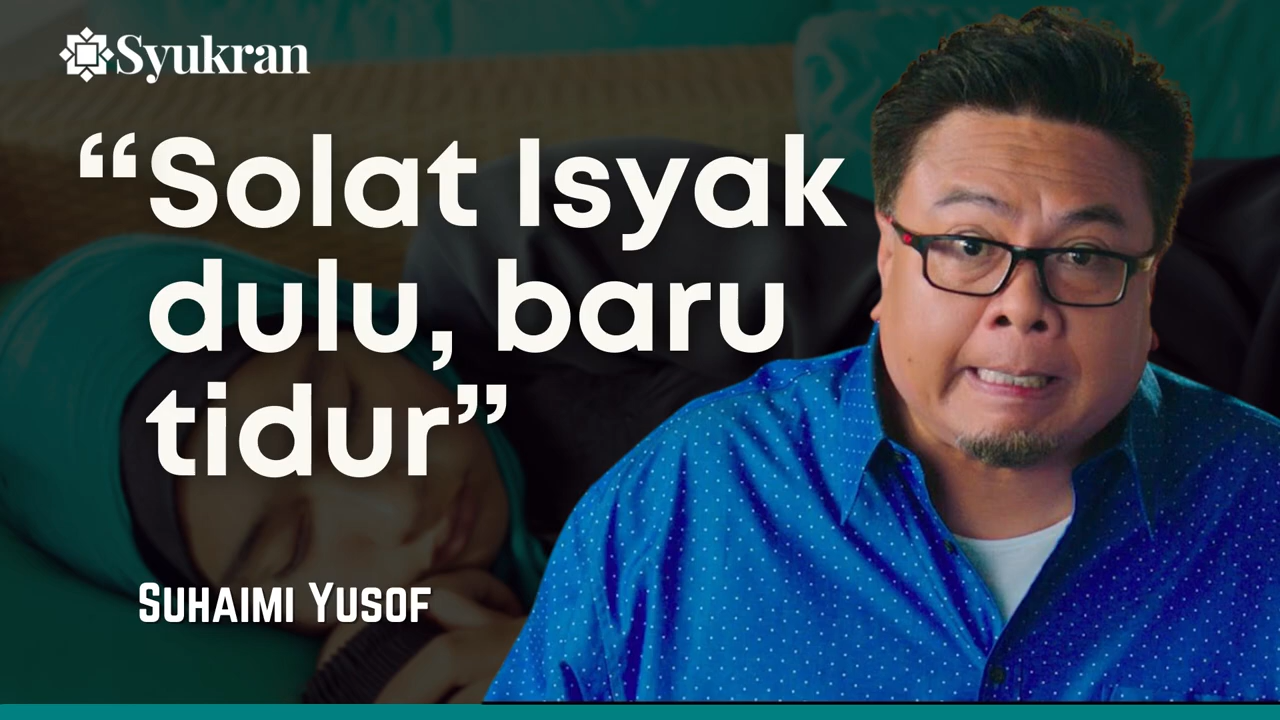 Syukran
“Solat Isyak
dulu, baru
tidur”
Suhaimi Yusof